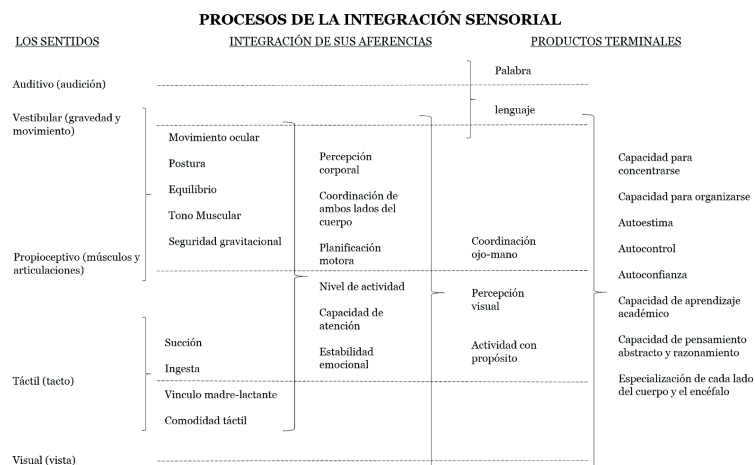 PROCESOS DE LA INTEGRACIÓN SENSORIAL
LOS SENTIDOS
INTEGRACIÓN DE SUS AFERENCIAS
PRODUCTOS TERMINALES
Auditivo (audición)
Vestibular (gravedad y
movimiento)
Propioceptivo (músculos y
articulaciones)
Táctil (tacto)
Visual (vista)
Movimiento ocular
Postura
Equilibrio
Tono Muscular
Seguridad gravitacional
Succión
Ingesta
Vinculo madre-lactante
Comodidad táctil
Percepción
corporal
Coordinación de
ambos lados del
cuerpo
Planificación
motora
Nivel de actividad
Capacidad de
atención
Estabilidad
emocional
Palabra
lenguaje
Coordinación
ojo-mano
Percepción
visual
Actividad con
propósito
Capacidad para
concentrarse
Capacidad para organizarse
Autoestima
Autocontrol
Autoconfianza
Capacidad de aprendizaje
académico
Capacidad de pensamiento
abstracto y razonamiento
Especialización de cada lado
del cuerpo y el encéfalo